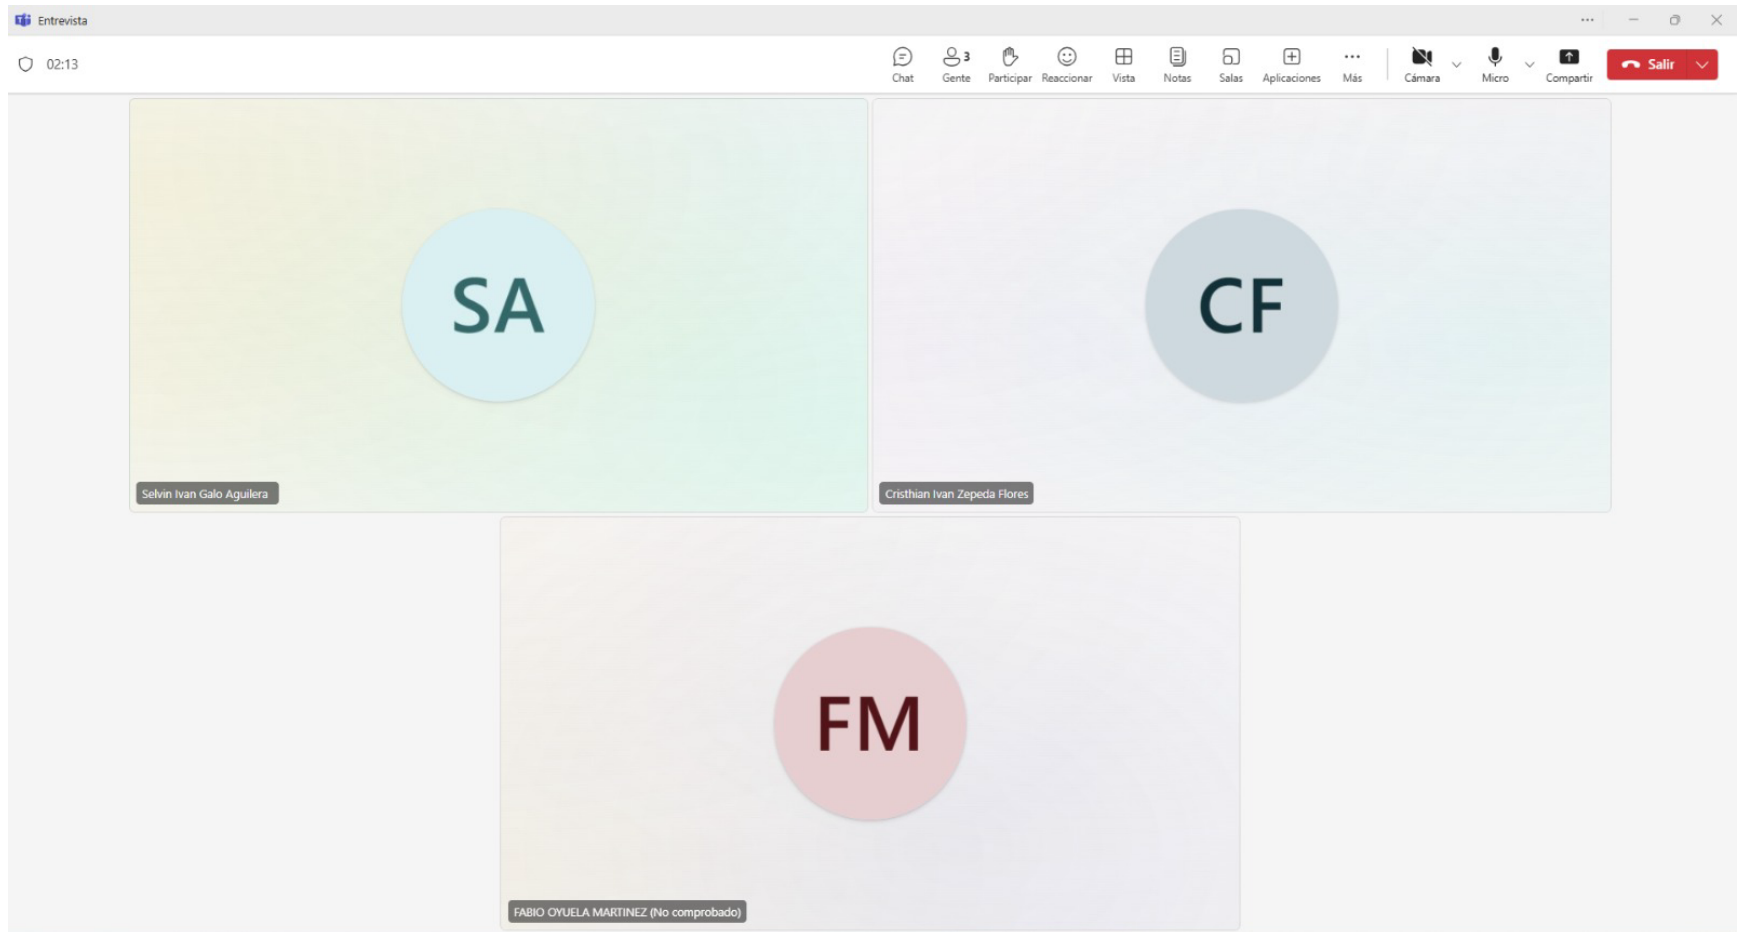 Entrevista
02:13
Chat
Gente
3
Participar
Reaccionar
Vista
Notas
Salas
Aplicaciones
Más
Cámara
Micro
Compartir
Salir
SA
Selvin Ivan Galo Aguilera
CF
Cristhian Ivan Zepeda Flores
FM
FABIO OYUELA MARTINEZ (No comprobado)